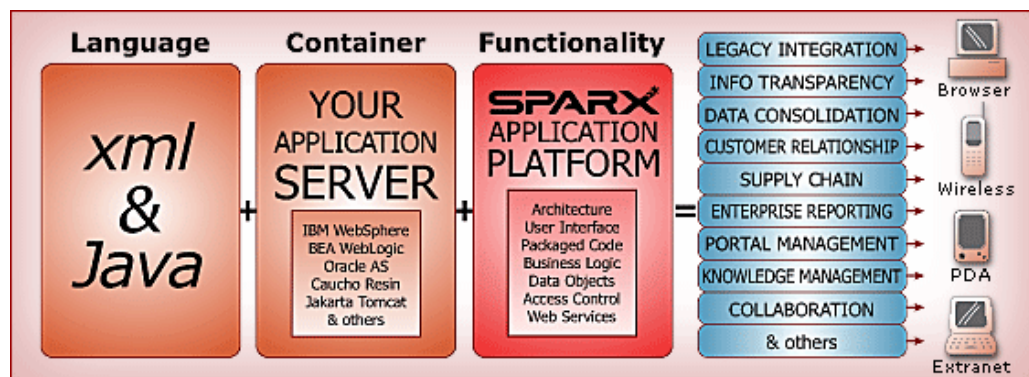 Language
xml
&
Java
+
Container
YOUR
APPLICATION
SERVER
IBM WebSphere
BEA WebLogic
Oracle AS
Caucho Resin
Jakarta Tomcat
& others
+
Functionality
SPARX
APPLICATION
PLATFORM
Architecture
User Interface
Packaged Code
Business Logic
Data Objects
Access Control
Web Services
=
LEGACY INTEGRATION
INFO TRANSPARENCY
DATA CONSOLIDATION
CUSTOMER RELATIONSHIP
SUPPLY CHAIN
ENTERPRISE REPORTING
PORTAL MANAGEMENT
KNOWLEDGE MANAGEMENT
COLLABORATION
& others
Browser
Wireless
PDA
Extranet